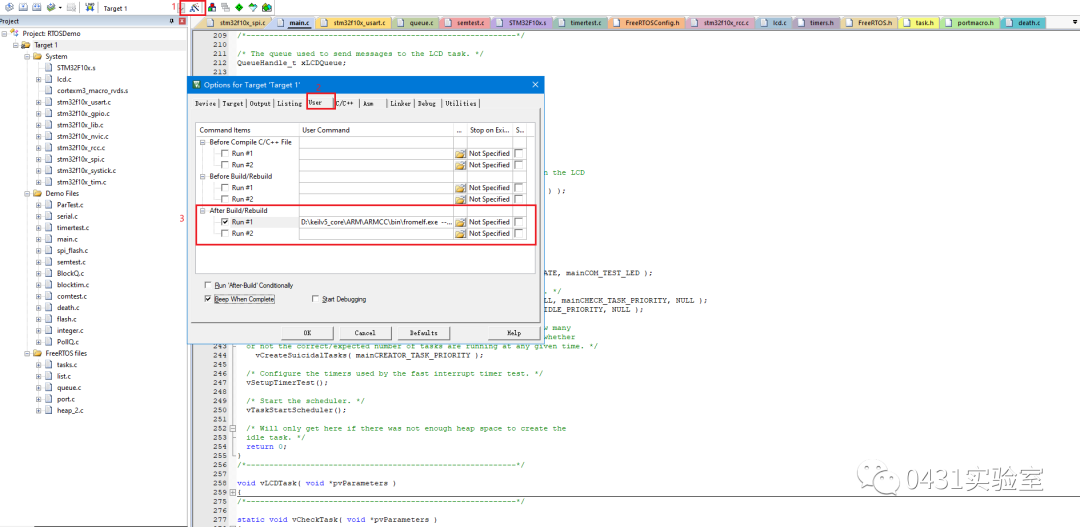 1
Target 1
Project
Project: RTOSDemo
Target 1
System
STM32F10x.s
lcd.c
cortexm3_macro_rvds.s
stm32f10x_usart.c
stm32f10x_gpio.c
stm32f10x_lib.c
stm32f10x_nvic.c
stm32f10x_rcc.c
stm32f10x_spi.c
stm32f10x_systick.c
stm32f10x_tim.c
Demo Files
ParTest.c
serial.c
timertest.c
main.c
spi_flash.c
semtest.c
BlockQ.c
blocktim.c
comtest.c
death.c
flash.c
integer.c
PollQ.c
FreeRTOS files
tasks.c
list.c
queue.c
port.c
heap_2.c
stm32f10x_spi.c main.c stm32f10x_usart.c queue.c semtest.c STM32F10x.s timertest.c FreeRTOSConfig.h stm32f10x_rcc.c lcd.c timers.h FreeRTOS.h task.h portmacro.h death.c
209 /*-----------------------------------------------------------*/
210
211 /* The queue used to send messages to the LCD task. */
212 QueueHandle_t xLCDQueue;
213
Options for Target 'Target 1'
Device Target Output Listing User C/C++ Asm Linker Debug Utilities
Command Items User Command ... Stop on Exi... S...
Before Compile C/C++ File
Run #1 Not Specified
Run #2 Not Specified
Before Build/Rebuild
Run #1 Not Specified
Run #2 Not Specified
3
After Build/Rebuild
Run #1 D:\keilv5_core\ARM\ARMCC\bin\fromelf.exe --... Not Specified
Run #2 Not Specified
Run 'After-Build' Conditionally
Beep When Complete Start Debugging
OK Cancel Defaults Help
n the LCD
) );
ATE, mainCOM_TEST_LED );
. */
LL, mainCHECK_TASK_PRIORITY, NULL );
IDLE_PRIORITY, NULL );
w many
whether
243 or not the correct/expected number of tasks are running at any given time. */
244 vCreateSuicidalTasks( mainCREATOR_TASK_PRIORITY );
245
246 /* Configure the timers used by the fast interrupt timer test. */
247 vSetupTimerTest();
248
249 /* Start the scheduler. */
250 vTaskStartScheduler();
251
252 /* Will only get here if there was not enough heap space to create the
253 idle task. */
254 return 0;
255 }
256 /*-----------------------------------------------------------*/
257
258 void vLCDTask( void *pvParameters )
259 {
275 /*-----------------------------------------------------------*/
276
277 static void vCheckTask( void *pvParameters )
0431实验室